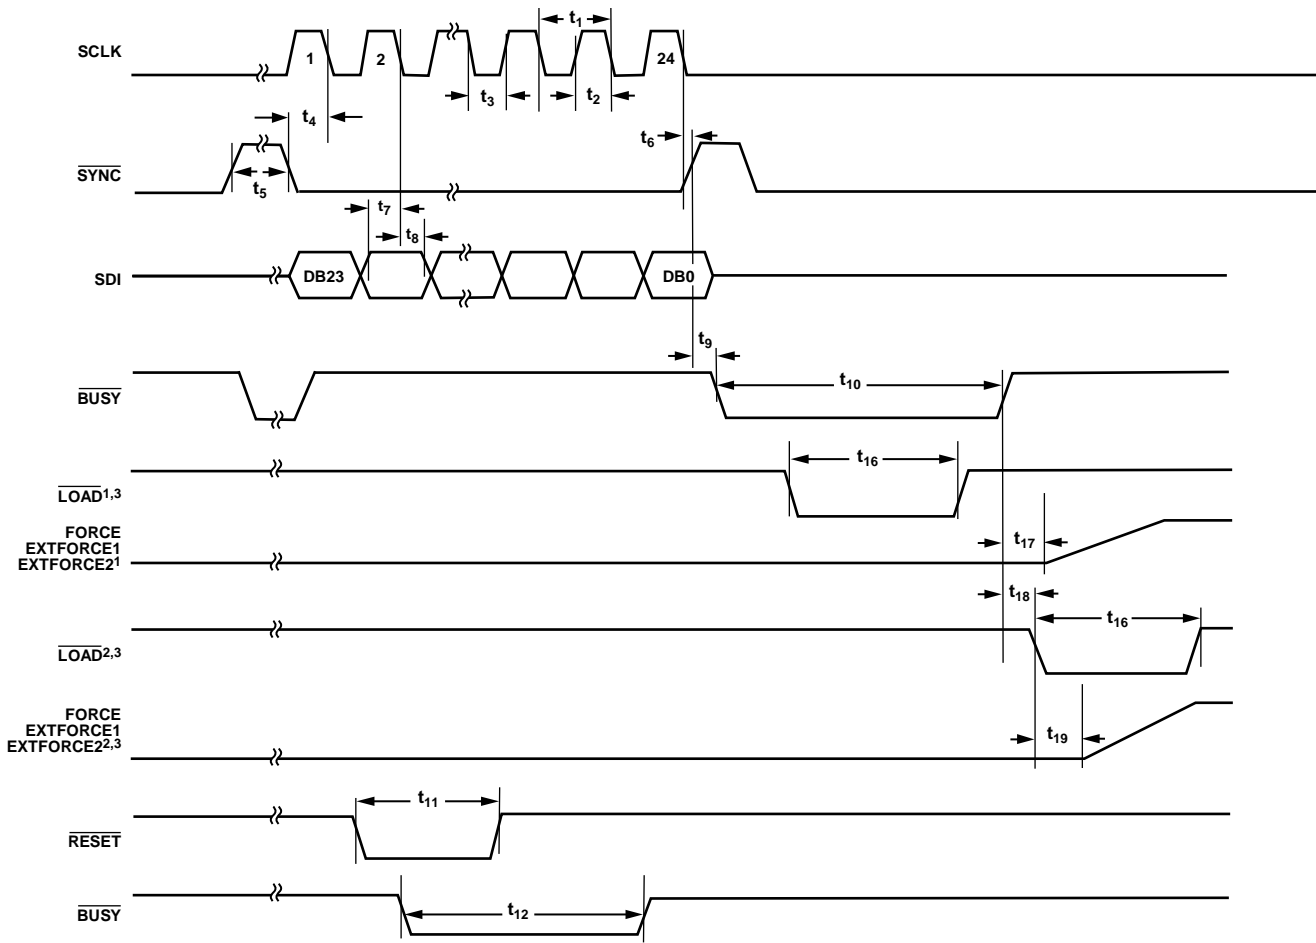 t1
SCLK
1
2
24
t3
t2
t4
t6
SYNC
t5
t7
t8
SDI
DB23
DB0
t9
BUSY
t10
t16
LOAD1,3
FORCE
EXTFORCE1
EXTFORCE21
t17
t18
t16
LOAD2,3
FORCE
EXTFORCE1
EXTFORCE22,3
t19
t11
RESET
t12
BUSY